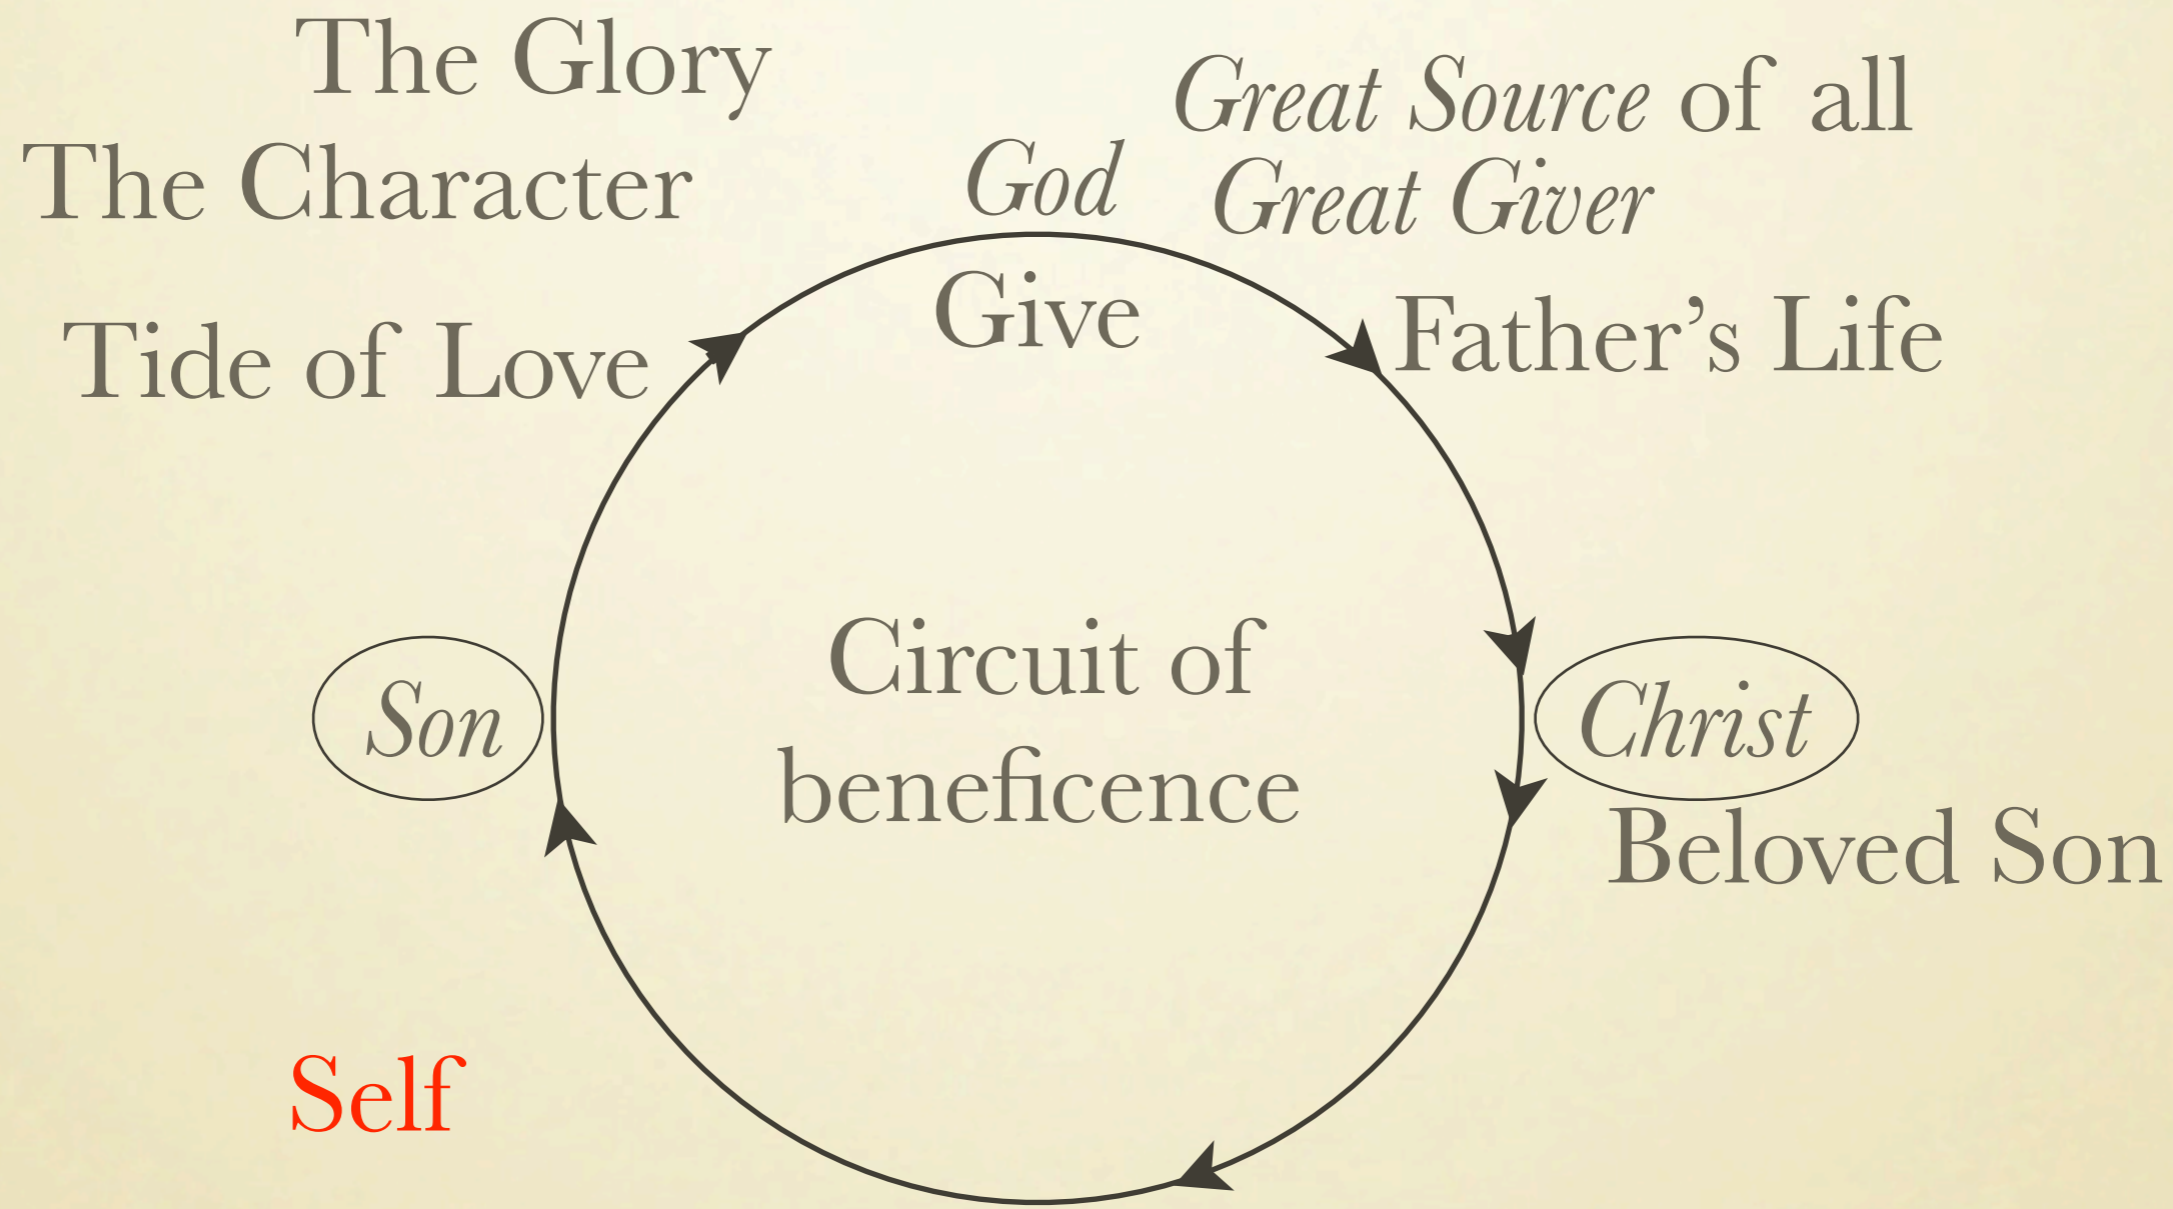 The Glory
The Character
Tide of Love
God
Great Source of all
Great Giver
Give
Father’s Life
Circuit of
beneficence
Son
Christ
Beloved Son
Self